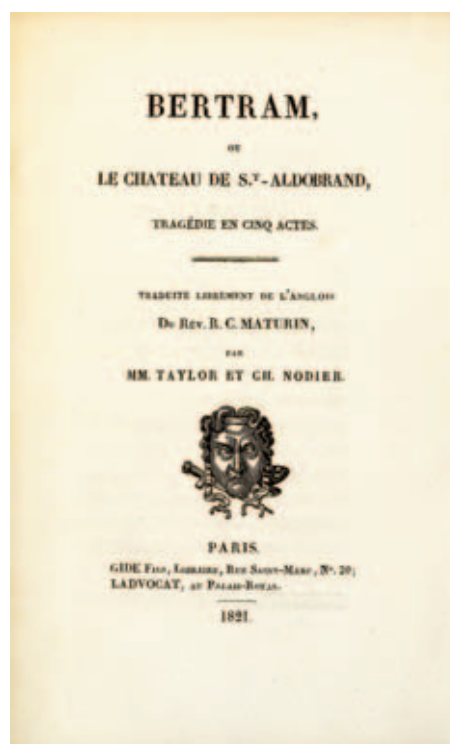 BERTRAM,
OU
LE CHATEAU DE S.T-ALDOBRAND,
TRAGÉDIE EN CINQ ACTES.
TRADUITE LIBREMENT DE L'ANGLOIS
DU REV. R. C. MATURIN,
PAR
MM. TAYLOR ET CH. NODIER.
PARIS.
GIDE FILS, LIBRAIRE, RUE SAINT-MARC, Nº. 20;
LADVOCAT, AU PALAIS-ROYAL.
1821.